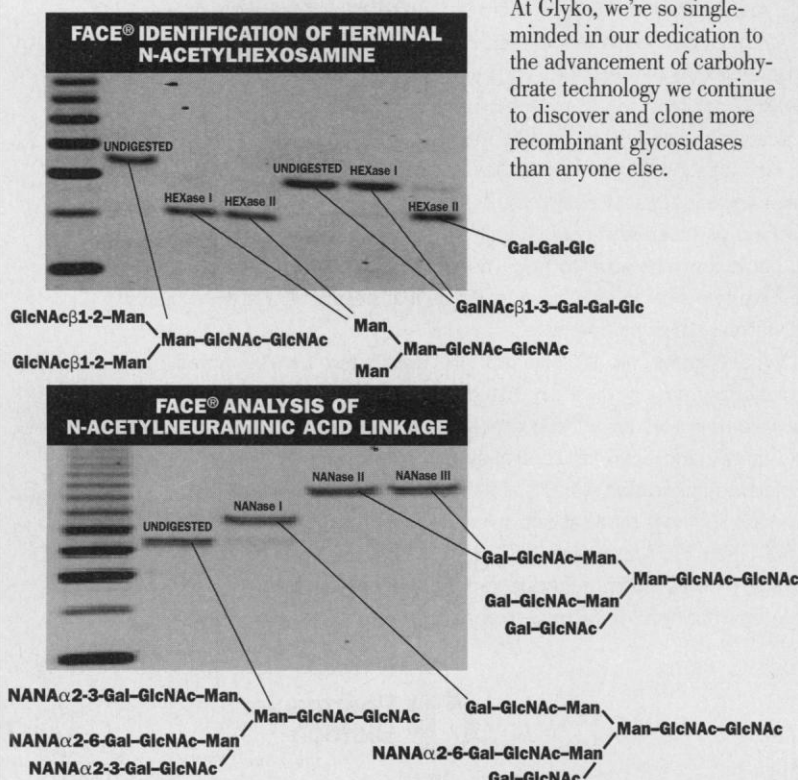 At Glyko, we're so single-
minded in our dedication to
the advancement of carbohy-
drate technology we continue
to discover and clone more
recombinant glycosidases
than anyone else.
FACE® IDENTIFICATION OF TERMINAL
N-ACETYLHEXOSAMINE
UNDIGESTED
HEXase I
HEXase II
UNDIGESTED
HEXase I
HEXase II
Gal-Gal-Glc
GalNAcβ1-3–Gal-Gal-Glc
GlcNAcβ1-2–Man
Man–GlcNAc–GlcNAc
GlcNAcβ1-2–Man
Man
Man–GlcNAc–GlcNAc
Man
FACE® ANALYSIS OF
N-ACETYLNEURAMINIC ACID LINKAGE
UNDIGESTED
NANase I
NANase II
NANase III
Gal–GlcNAc–Man
Man–GlcNAc–GlcNAc
Gal–GlcNAc–Man
Gal–GlcNAc
NANAα2-3-Gal-GlcNAc–Man
Man–GlcNAc–GlcNAc
NANAα2-6-Gal-GlcNAc–Man
NANAα2-3-Gal-GlcNAc
Gal–GlcNAc–Man
Man–GlcNAc–GlcNAc
NANAα2-6-Gal-GlcNAc–Man
Gal-GlcNAc